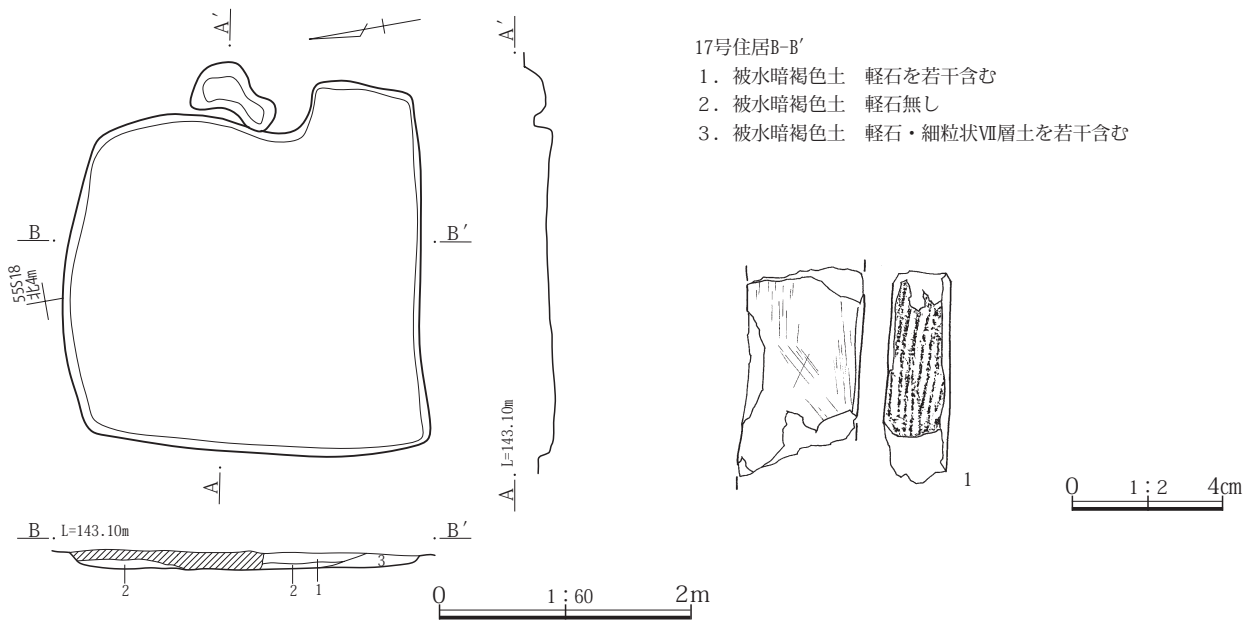 A′
A′
17号住居B-B′
1．被水暗褐色土　軽石を若干含む
2．被水暗褐色土　軽石無し
3．被水暗褐色土　軽石・細粒状Ⅶ層土を若干含む
B
B′
55S18
北4m
A
A
L=143.10m
1
0　1：2　4cm
B
L=143.10m
B′
2
2
1
3
0　1：60　2m